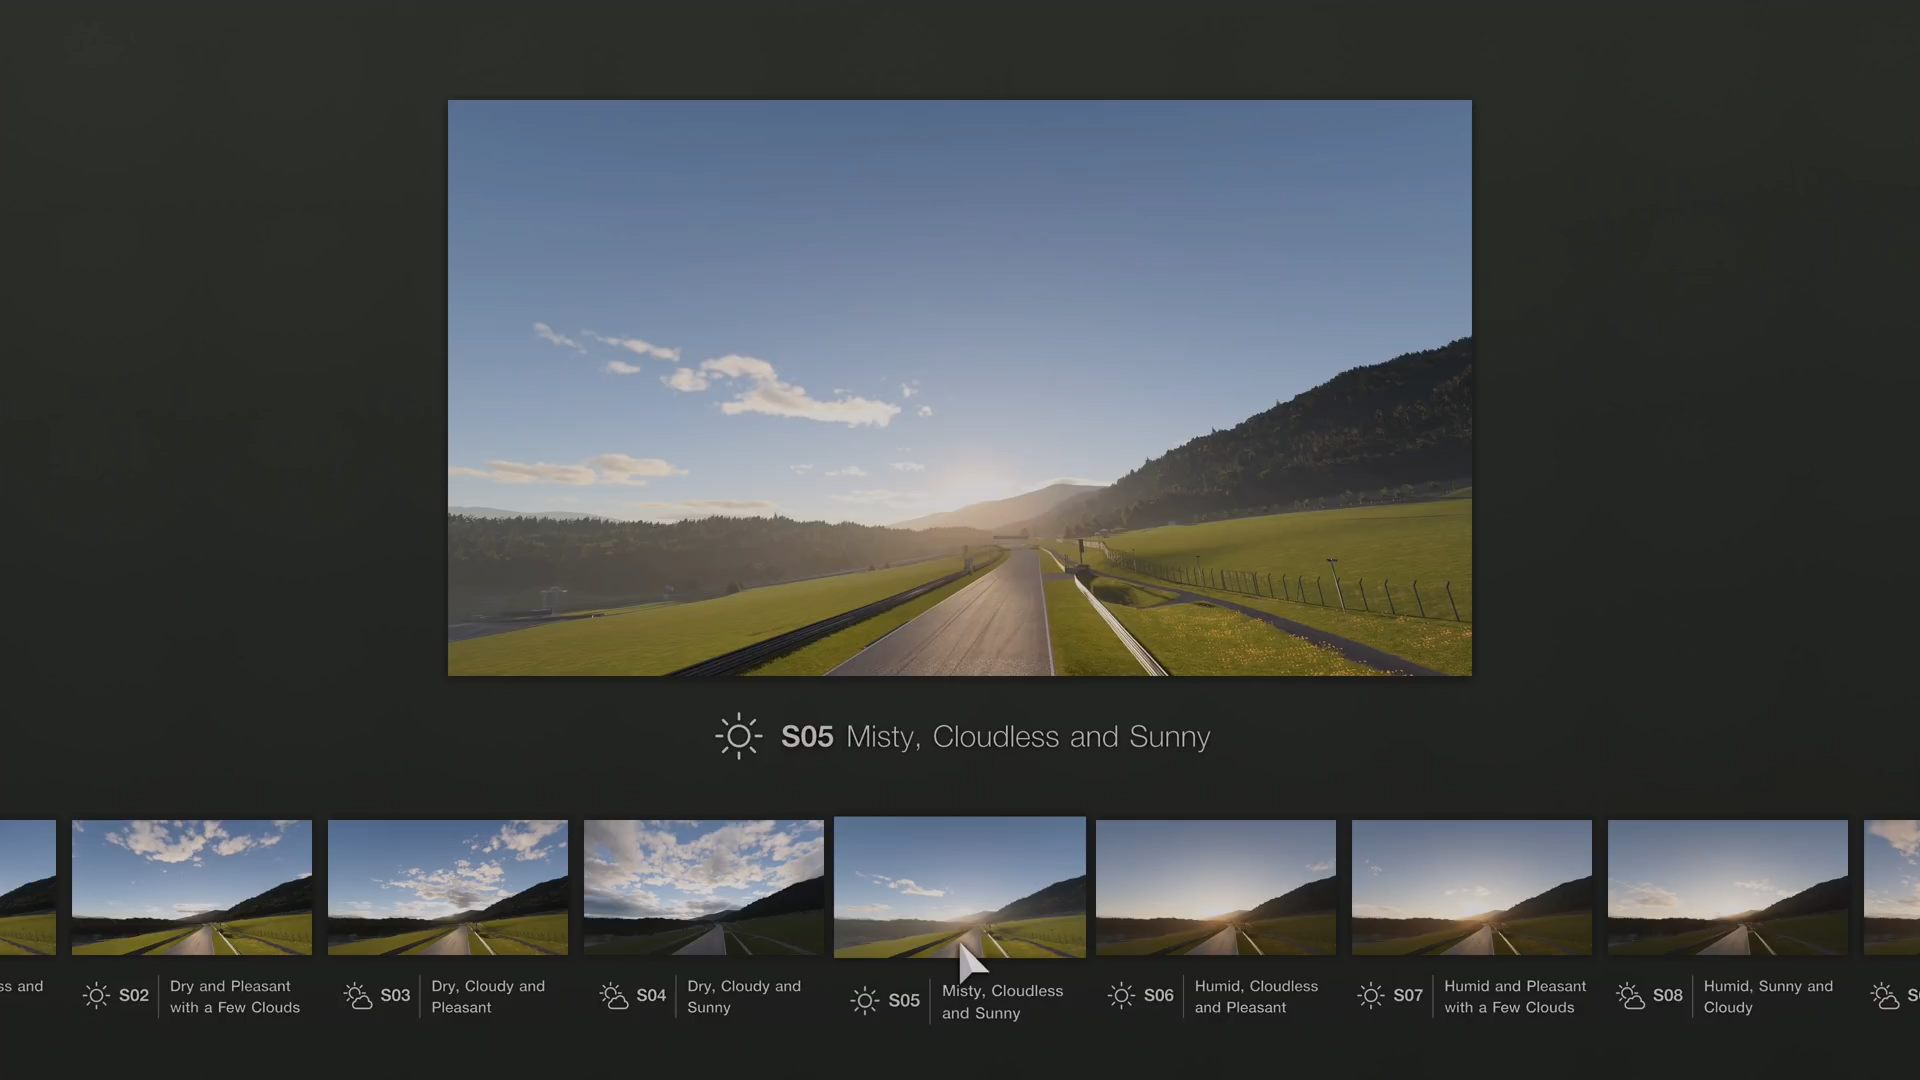 S05 Misty, Cloudless and Sunny
ss and
S02 Dry and Pleasant
with a Few Clouds
S03 Dry, Cloudy and
Pleasant
S04 Dry, Cloudy and
Sunny
S05 Misty, Cloudless
and Sunny
S06 Humid, Cloudless
and Pleasant
S07 Humid and Pleasant
with a Few Clouds
S08 Humid, Sunny and
Cloudy